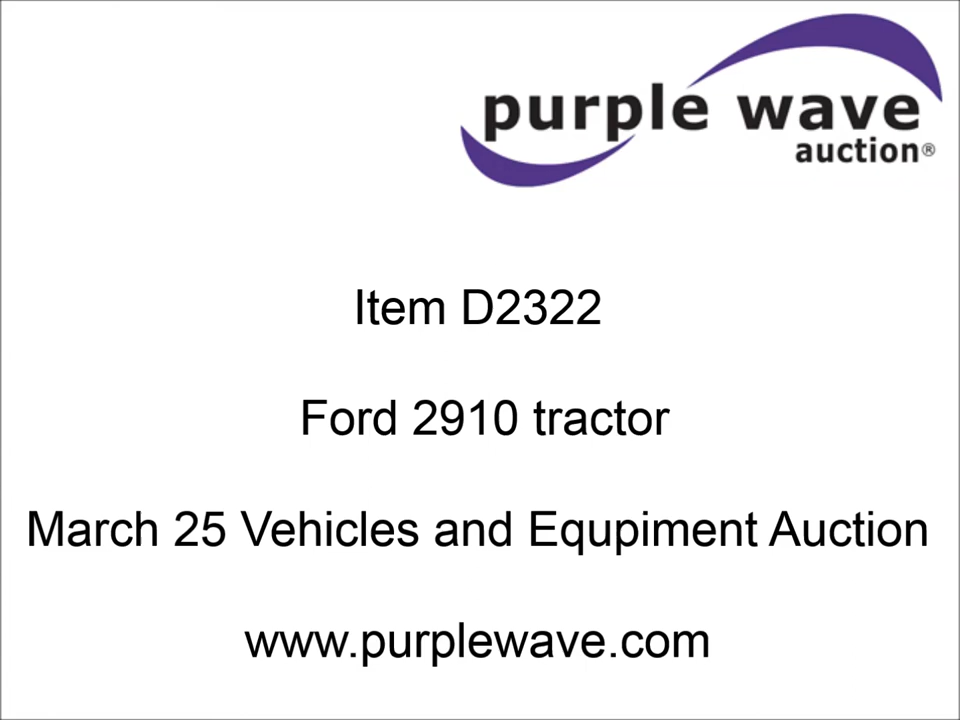 purple wave
auction®
Item D2322
Ford 2910 tractor
March 25 Vehicles and Equpiment Auction
www.purplewave.com